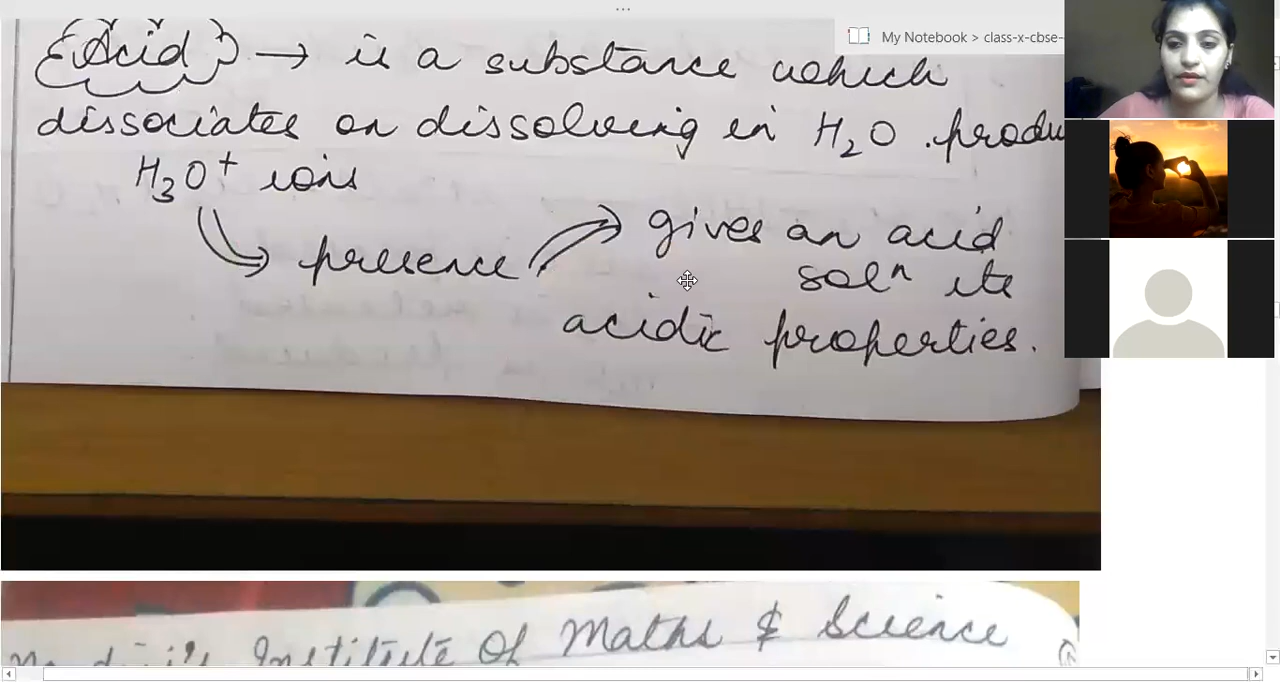 My Notebook > class-x-cbse-
Acid → is a substance which
dissociates on dissolving in H₂O produ
H₃O⁺ ions
presence
gives an acid
solⁿ its
acidic properties.
Institute Of Maths & Science